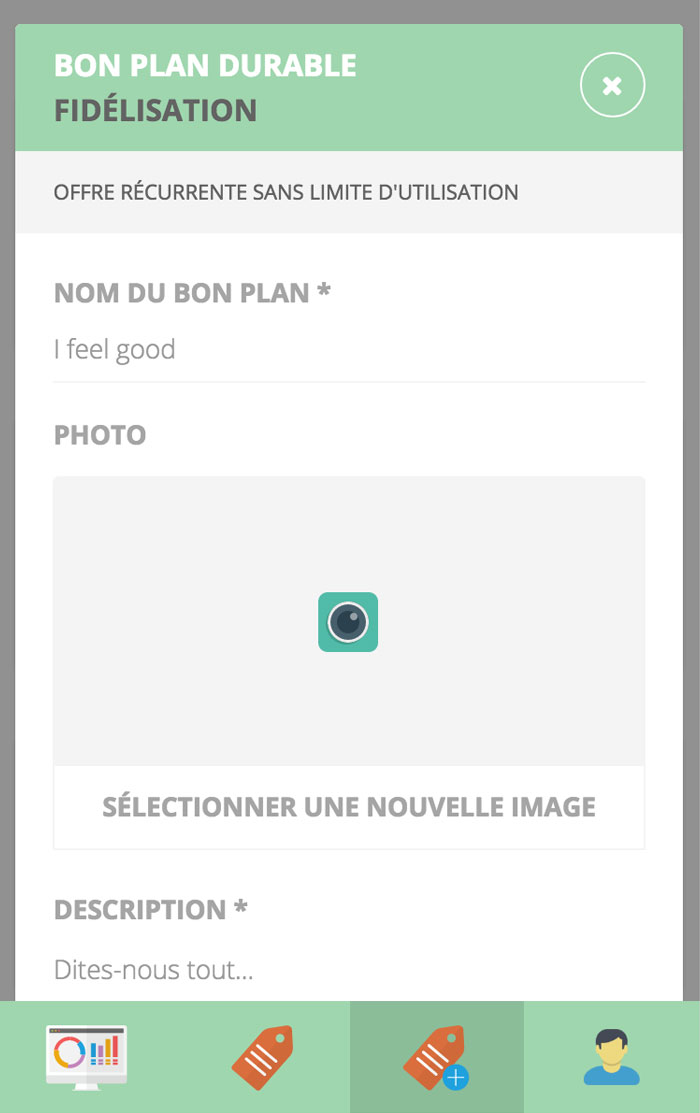 BON PLAN DURABLE
FIDÉLISATION
OFFRE RÉCURRENTE SANS LIMITE D'UTILISATION
NOM DU BON PLAN *
I feel good
PHOTO
SÉLECTIONNER UNE NOUVELLE IMAGE
DESCRIPTION *
Dites-nous tout...